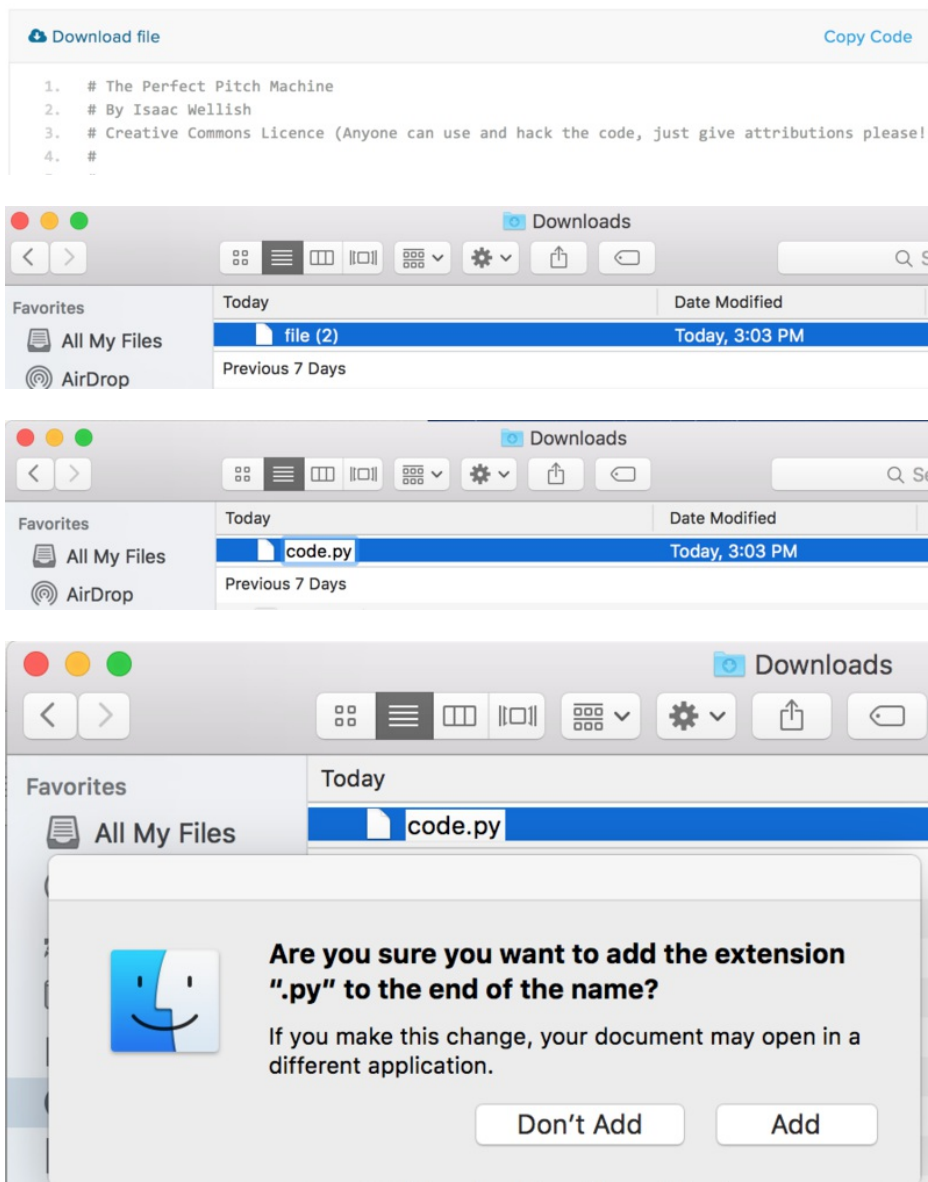 Download file Copy Code
1. # The Perfect Pitch Machine
2. # By Isaac Wellish
3. # Creative Commons Licence (Anyone can use and hack the code, just give attributions please!
4. #
Downloads
Favorites Today Date Modified
All My Files file (2) Today, 3:03 PM
AirDrop Previous 7 Days
Downloads
Favorites Today Date Modified
All My Files code.py Today, 3:03 PM
AirDrop Previous 7 Days
Downloads
Favorites Today
All My Files code.py
Are you sure you want to add the extension
“.py” to the end of the name?
If you make this change, your document may open in a
different application.
Don’t Add Add